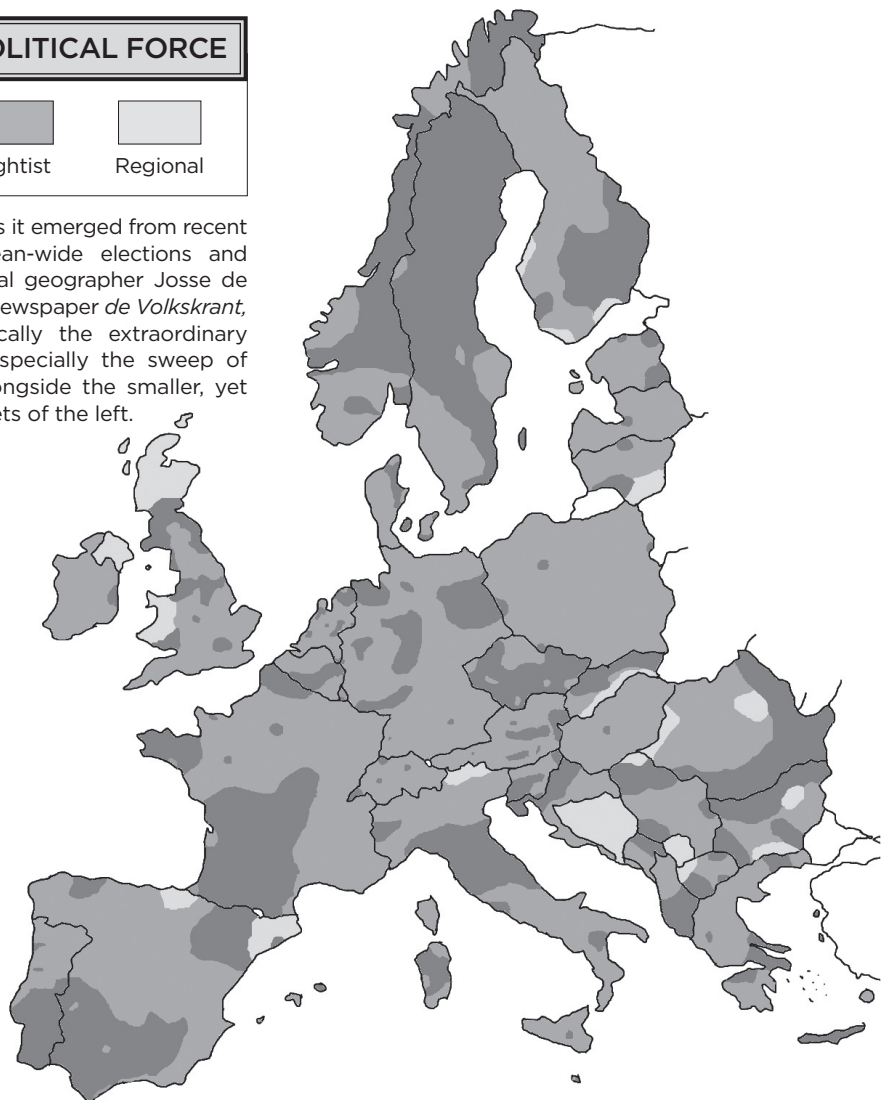 OLITICAL FORCE
ghtist Regional
s it emerged from recent
ean-wide elections and
al geographer Josse de
ewspaper de Volkskrant,
cally the extraordinary
specially the sweep of
ongside the smaller, yet
ets of the left.